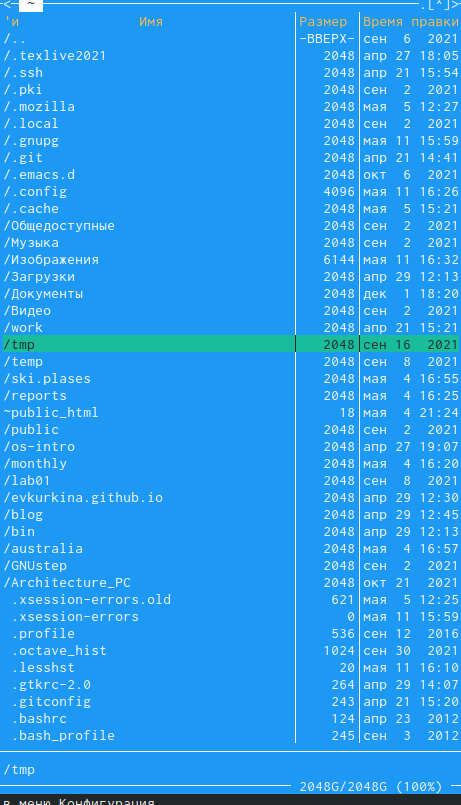 <─ ~ ─.[^]>
'и Имя Размер Время правки
/.. -ВВЕРХ- сен 6 2021
/.texlive2021 2048 апр 27 18:05
/.ssh 2048 апр 21 15:54
/.pki 2048 сен 2 2021
/.mozilla 2048 мая 5 12:27
/.local 2048 сен 2 2021
/.gnupg 2048 мая 11 15:59
/.git 2048 апр 21 14:41
/.emacs.d 2048 окт 6 2021
/.config 4096 мая 11 16:26
/.cache 2048 мая 5 15:21
/Общедоступные 2048 сен 2 2021
/Музыка 2048 сен 2 2021
/Изображения 6144 мая 11 16:32
/Загрузки 2048 апр 29 12:13
/Документы 2048 дек 1 18:20
/Видео 2048 сен 2 2021
/work 2048 апр 21 15:21
/tmp 2048 сен 16 2021
/temp 2048 сен 8 2021
/ski.plases 2048 мая 4 16:55
/reports 2048 мая 4 16:25
~public_html 18 мая 4 21:24
/public 2048 сен 2 2021
/os-intro 2048 апр 27 19:07
/monthly 2048 мая 4 16:20
/lab01 2048 сен 8 2021
/evkurkina.github.io 2048 апр 29 12:30
/blog 2048 апр 29 12:45
/bin 2048 апр 29 12:13
/australia 2048 мая 4 16:57
/GNUstep 2048 сен 2 2021
/Architecture_PC 2048 окт 21 2021
.xsession-errors.old 621 мая 5 12:25
.xsession-errors 0 мая 11 15:59
.profile 536 сен 12 2016
.octave_hist 1024 сен 30 2021
.lesshst 20 мая 11 16:10
.gtkrc-2.0 264 апр 29 14:07
.gitconfig 243 апр 21 15:20
.bashrc 124 апр 23 2012
.bash_profile 245 сен 3 2012
/tmp
2048G/2048G (100%)
в меню Конфигурация